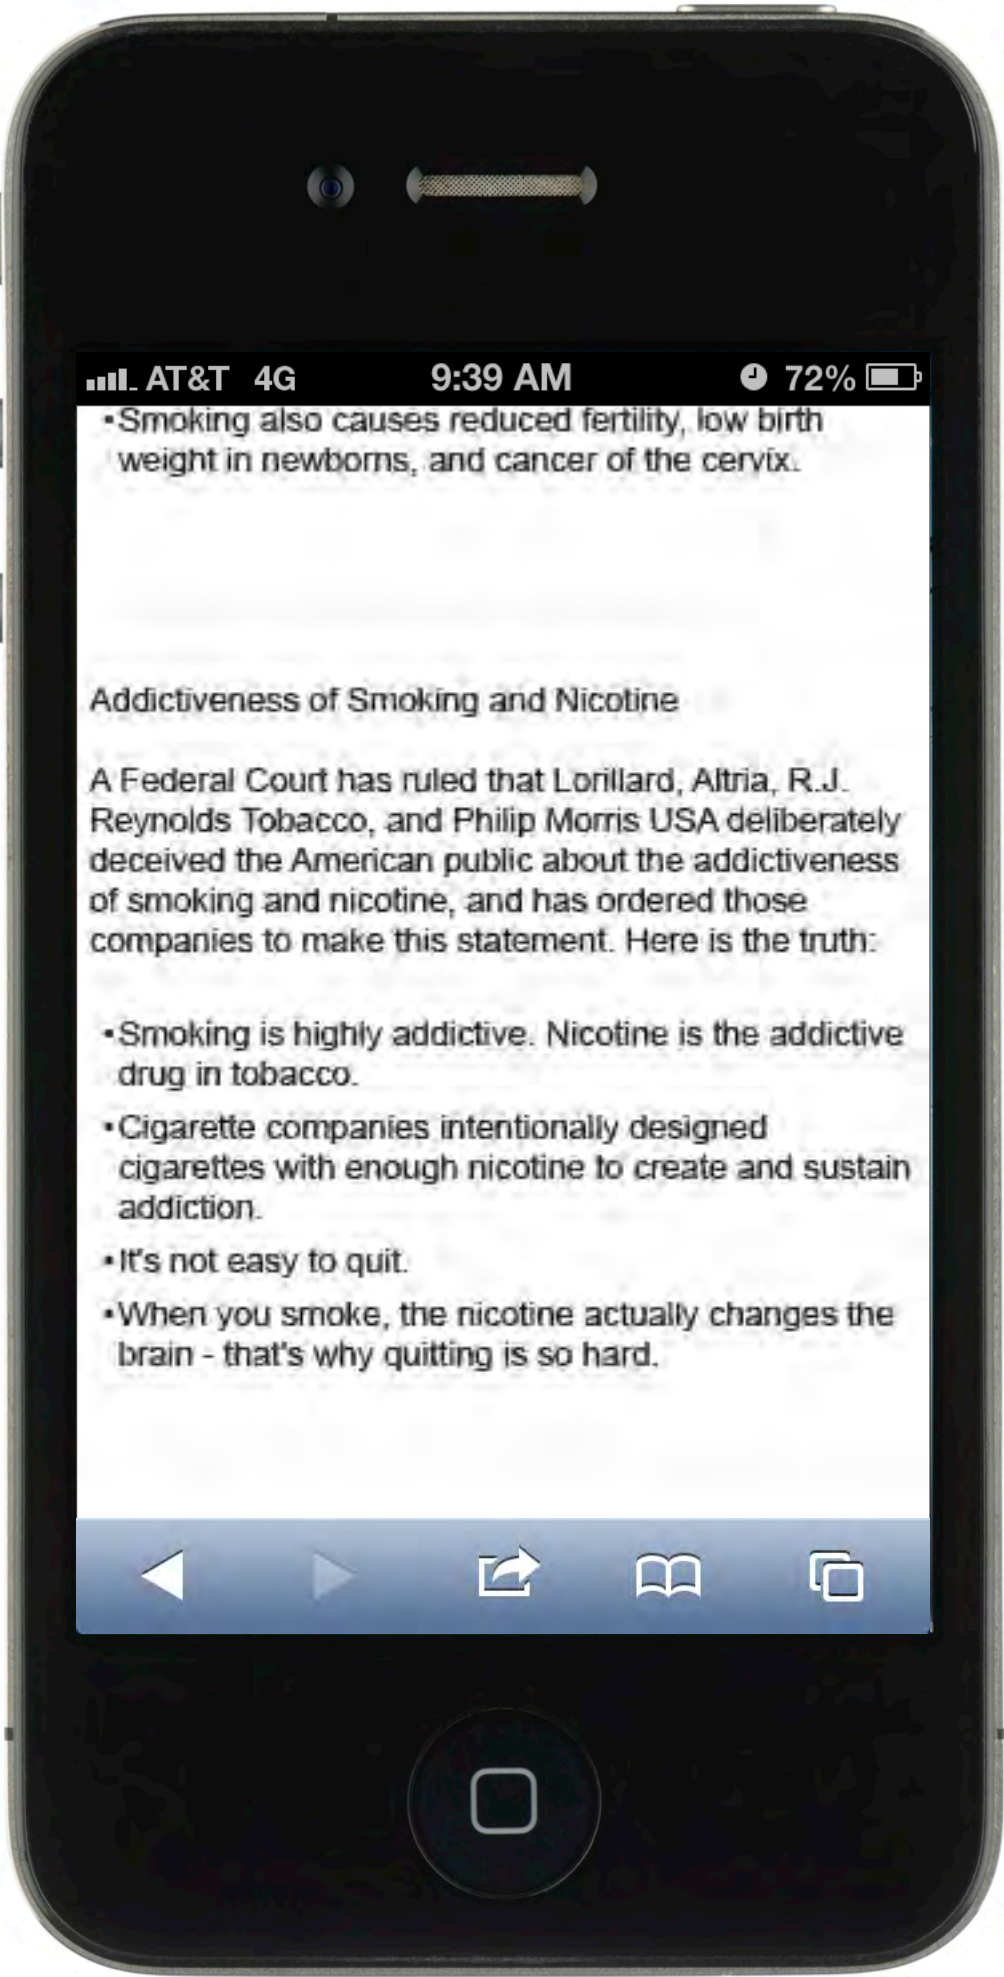 AT&T 4G 9:39 AM 72%
•Smoking also causes reduced fertility, low birth
weight in newborns, and cancer of the cervix.
Addictiveness of Smoking and Nicotine
A Federal Court has ruled that Lorillard, Altria, R.J.
Reynolds Tobacco, and Philip Morris USA deliberately
deceived the American public about the addictiveness
of smoking and nicotine, and has ordered those
companies to make this statement. Here is the truth:
•Smoking is highly addictive. Nicotine is the addictive
drug in tobacco.
•Cigarette companies intentionally designed
cigarettes with enough nicotine to create and sustain
addiction.
•It's not easy to quit.
•When you smoke, the nicotine actually changes the
brain - that's why quitting is so hard.